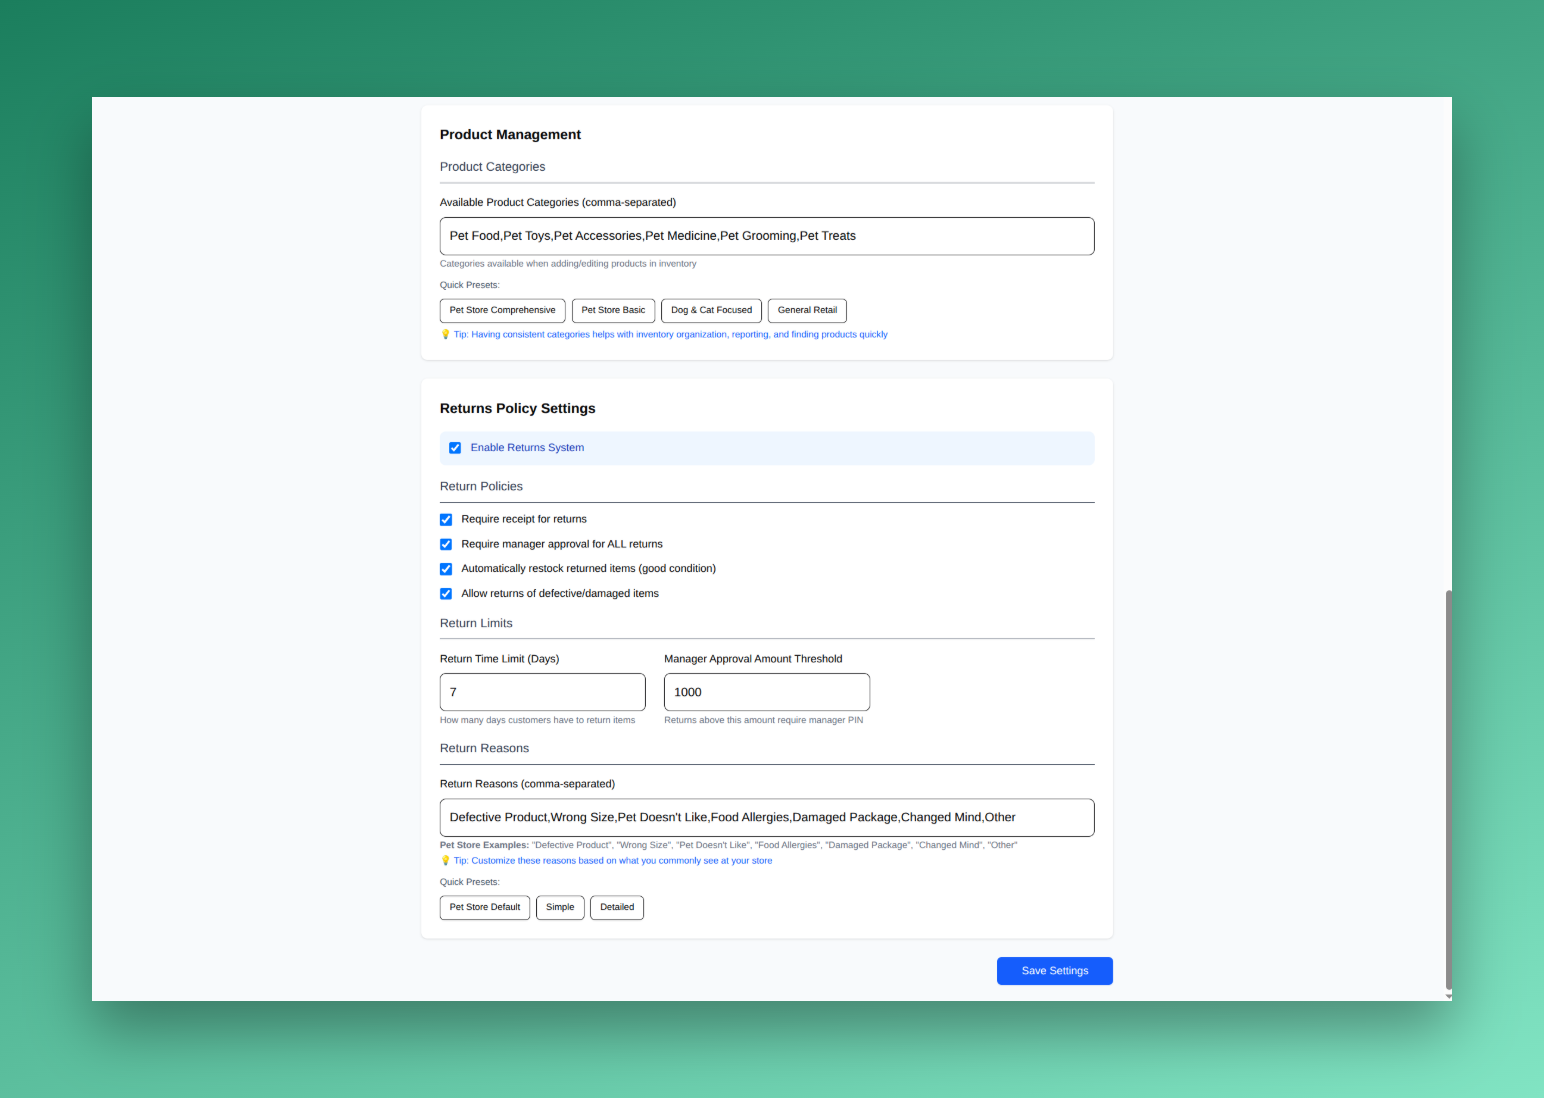 Product Management
Product Categories
Available Product Categories (comma-separated)
Pet Food,Pet Toys,Pet Accessories,Pet Medicine,Pet Grooming,Pet Treats
Categories available when adding/editing products in inventory
Quick Presets:
Pet Store Comprehensive Pet Store Basic Dog & Cat Focused General Retail
💡 Tip: Having consistent categories helps with inventory organization, reporting, and finding products quickly
Returns Policy Settings
Enable Returns System
Return Policies
Require receipt for returns
Require manager approval for ALL returns
Automatically restock returned items (good condition)
Allow returns of defective/damaged items
Return Limits
Return Time Limit (Days) Manager Approval Amount Threshold
7 1000
How many days customers have to return items Returns above this amount require manager PIN
Return Reasons
Return Reasons (comma-separated)
Defective Product,Wrong Size,Pet Doesn't Like,Food Allergies,Damaged Package,Changed Mind,Other
Pet Store Examples: "Defective Product", "Wrong Size", "Pet Doesn't Like", "Food Allergies", "Damaged Package", "Changed Mind", "Other"
💡 Tip: Customize these reasons based on what you commonly see at your store
Quick Presets:
Pet Store Default Simple Detailed
Save Settings